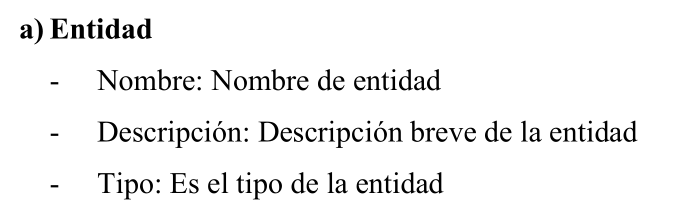 a) Entidad
- Nombre: Nombre de entidad
- Descripción: Descripción breve de la entidad
- Tipo: Es el tipo de la entidad